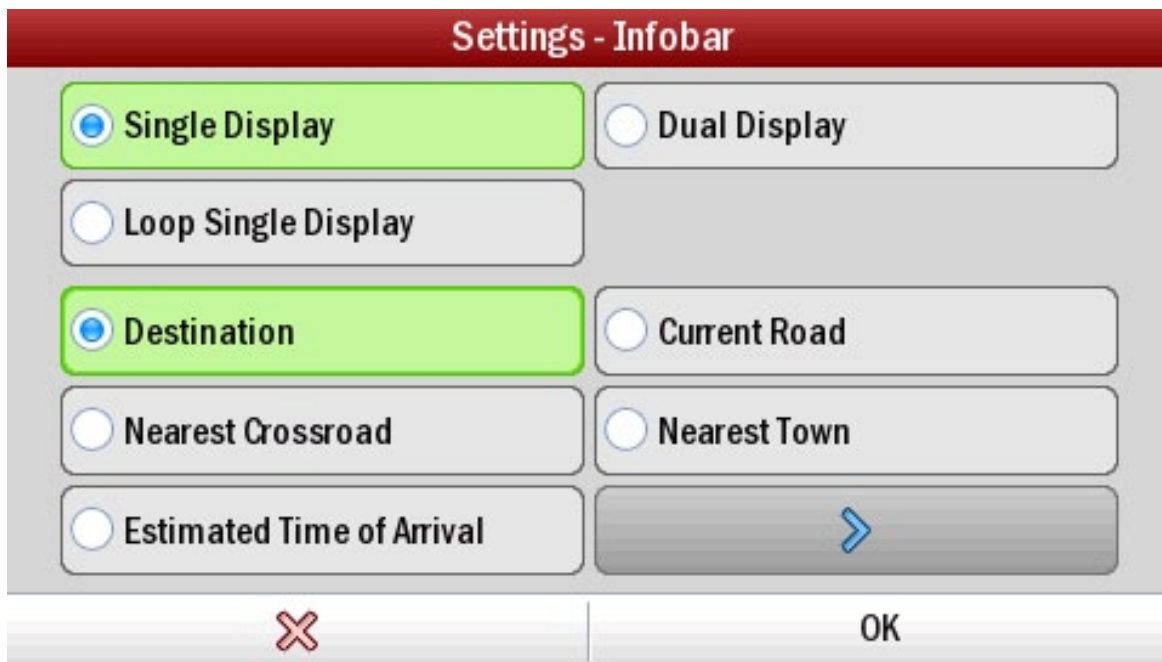 Settings - Infobar
Single Display
Dual Display
Loop Single Display
Destination
Current Road
Nearest Crossroad
Nearest Town
Estimated Time of Arrival
OK